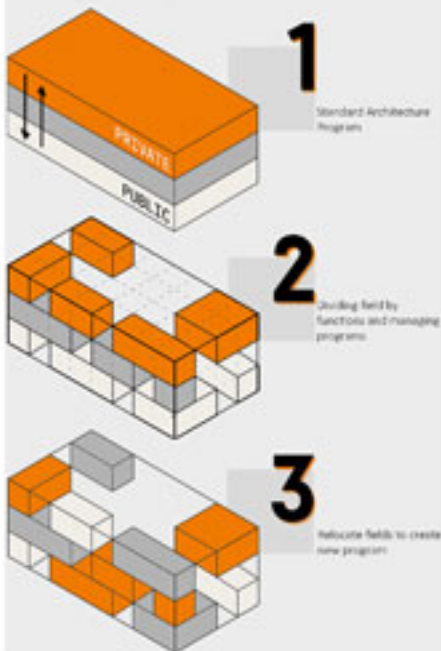 1
Standard Architecture
Program
PRIVATE
PUBLIC
2
Dividing field by
functions and managing
programs
3
Relocate fields to create
new program